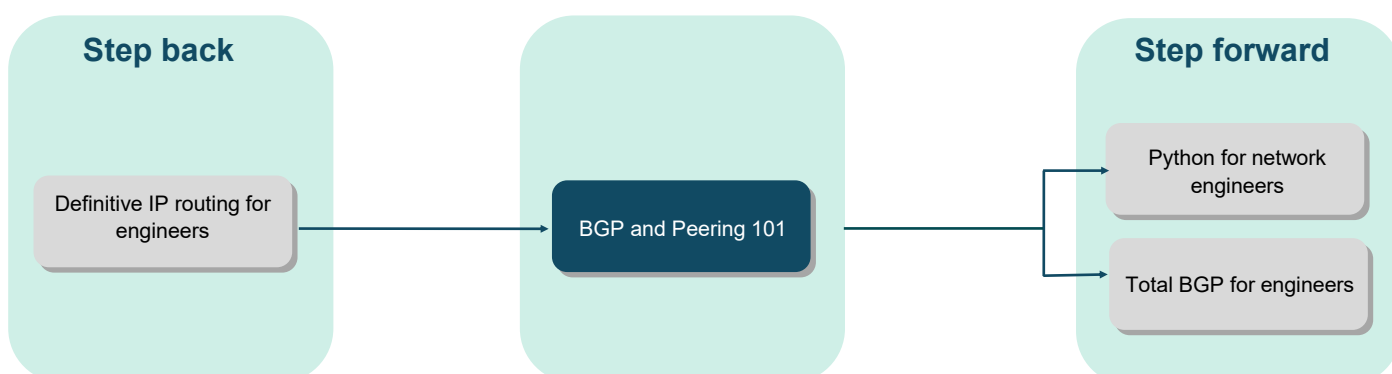 Step back
Definitive IP routing for
engineers
BGP and Peering 101
Step forward
Python for network
engineers
Total BGP for engineers